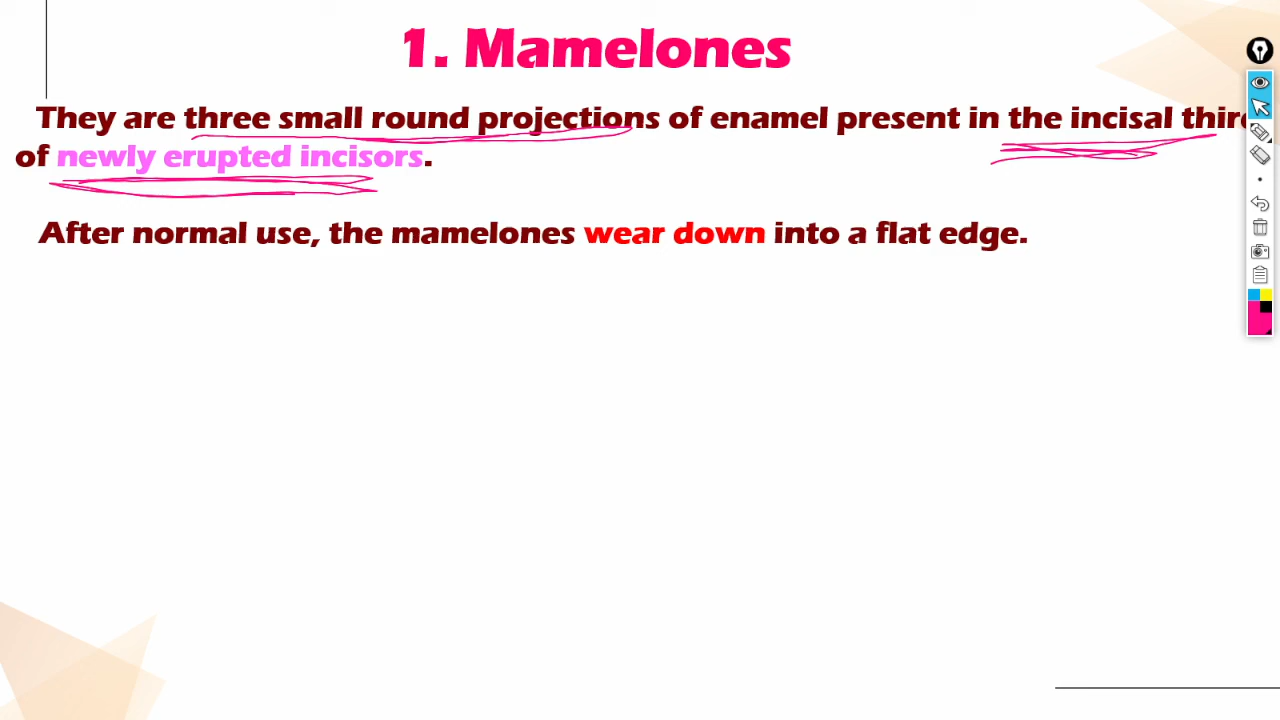 1. Mamelones
They are three small round projections of enamel present in the incisal third
of newly erupted incisors.
After normal use, the mamelones wear down into a flat edge.